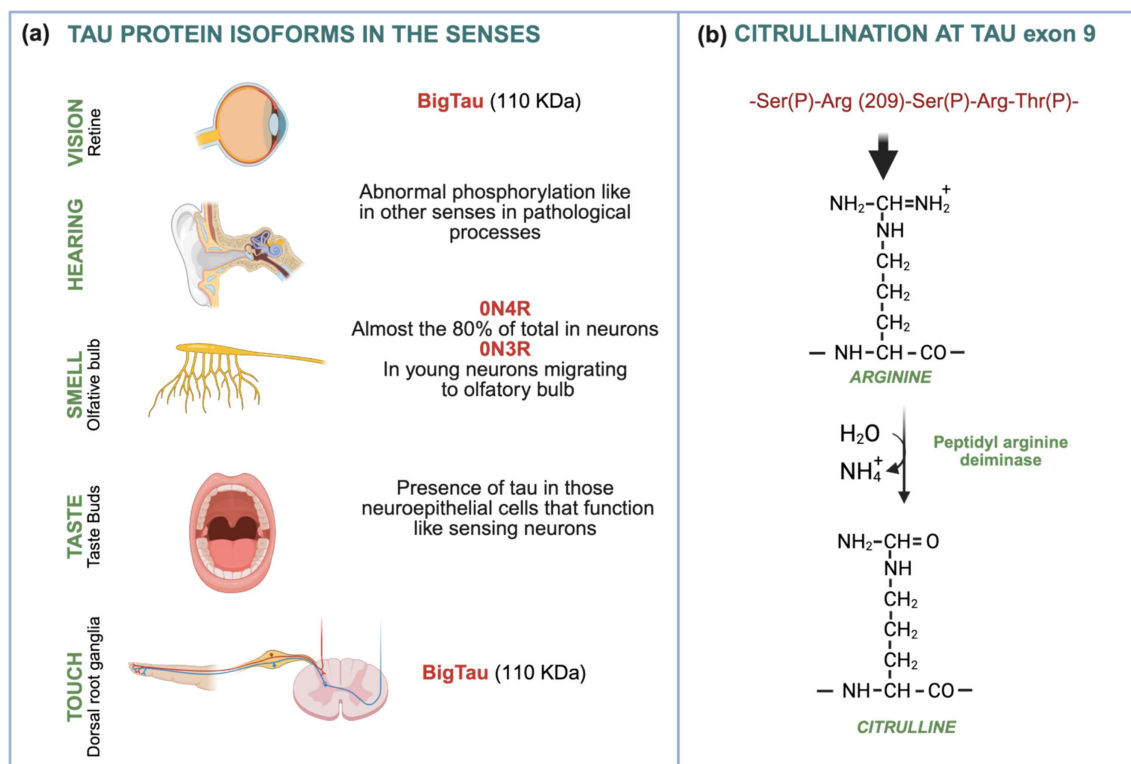 (a) TAU PROTEIN ISOFORMS IN THE SENSES
VISION
Retine
BigTau (110 KDa)
HEARING
Abnormal phosphorylation like
in other senses in pathological
processes
SMELL
Olfative bulb
0N4R
Almost the 80% of total in neurons
0N3R
In young neurons migrating
to olfatory bulb
TASTE
Taste Buds
Presence of tau in those
neuroepithelial cells that function
like sensing neurons
TOUCH
Dorsal root ganglia
BigTau (110 KDa)
(b) CITRULLINATION AT TAU exon 9
-Ser(P)-Arg (209)-Ser(P)-Arg-Thr(P)-
NH₂-CH=NH₂⁺
NH
CH₂
CH₂
CH₂
— NH-CH-CO—
ARGININE
H₂O
NH₄⁺
Peptidyl arginine
deiminase
NH₂-CH=O
NH
CH₂
CH₂
CH₂
— NH-CH-CO—
CITRULLINE